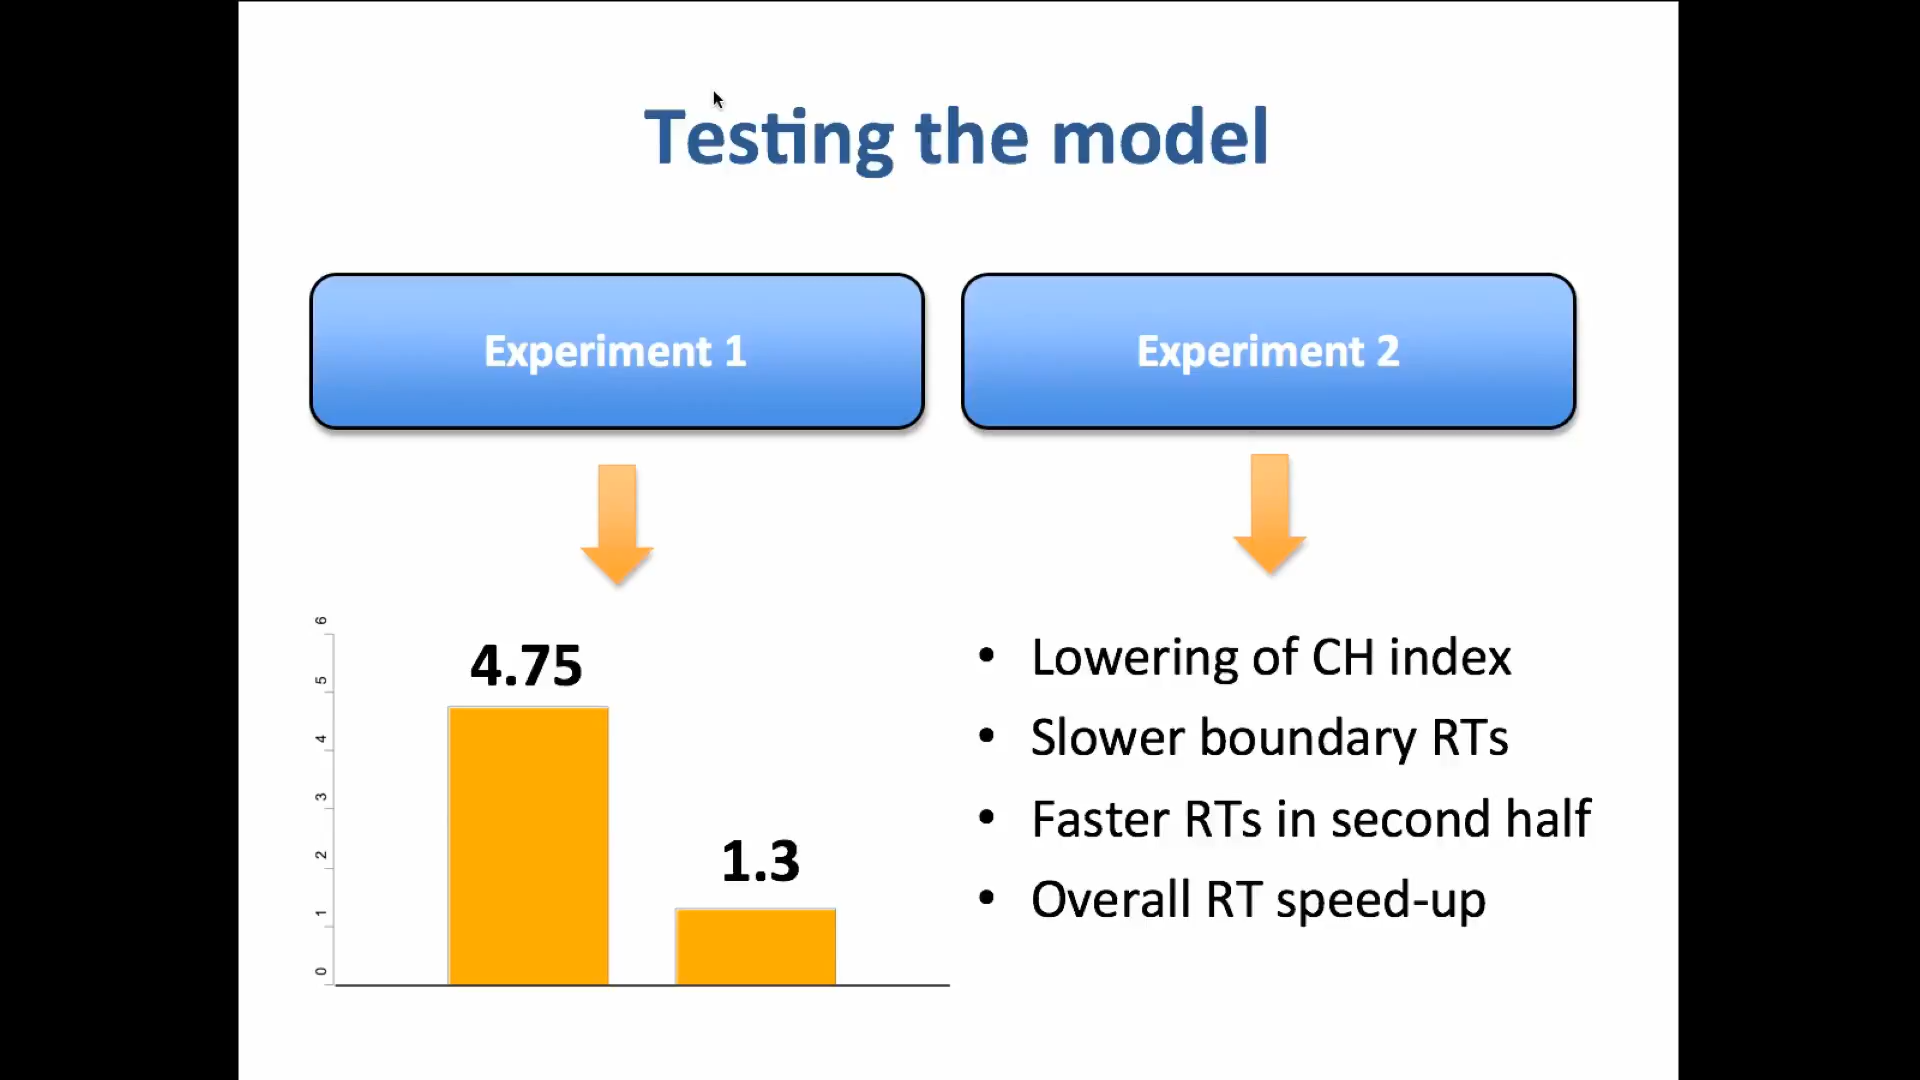 Testing the model
Experiment 1
Experiment 2
6
5
4
3
2
1
0
4.75
1.3
• Lowering of CH index
• Slower boundary RTs
• Faster RTs in second half
• Overall RT speed-up